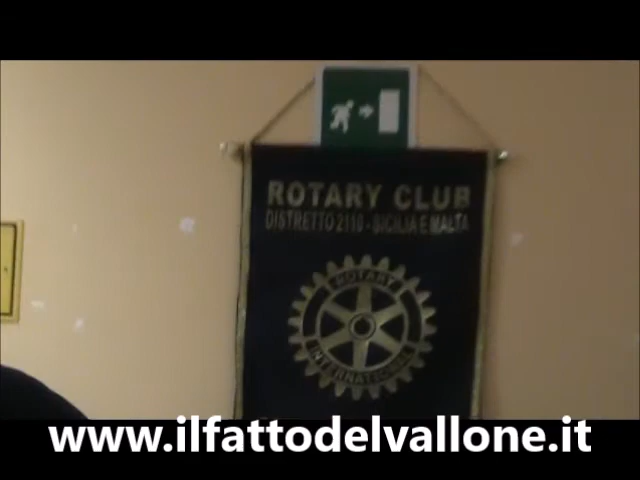 ROTARY CLUB
DISTRETTO 2110 - SICILIA E MALTA
ROTARY
INTERNATIONAL
www.ilfattodelvallone.it